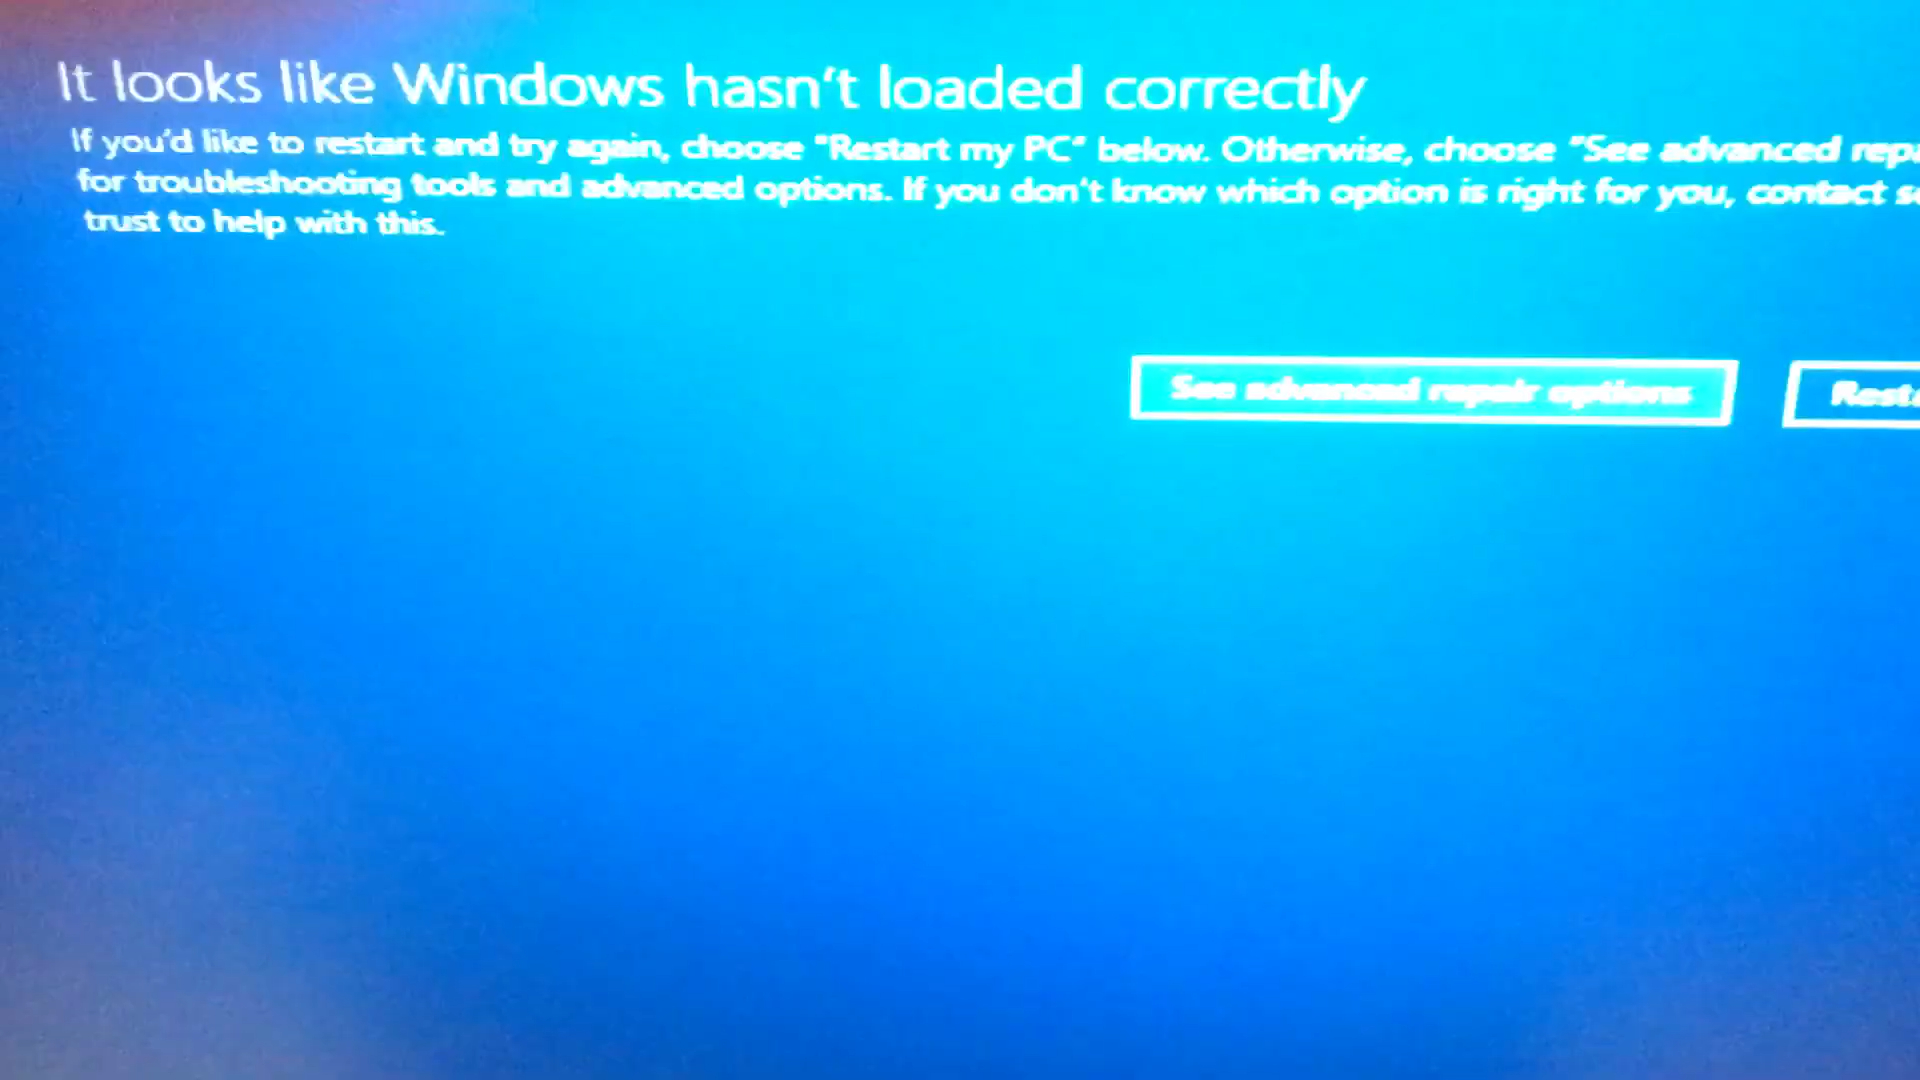 It looks like Windows hasn't loaded correctly
If you'd like to restart and try again, choose "Restart my PC" below. Otherwise, choose "See advanced
for troubleshooting tools and advanced options. If you don't know which option is right for you, contact
trust to help with this.
See advanced repair options